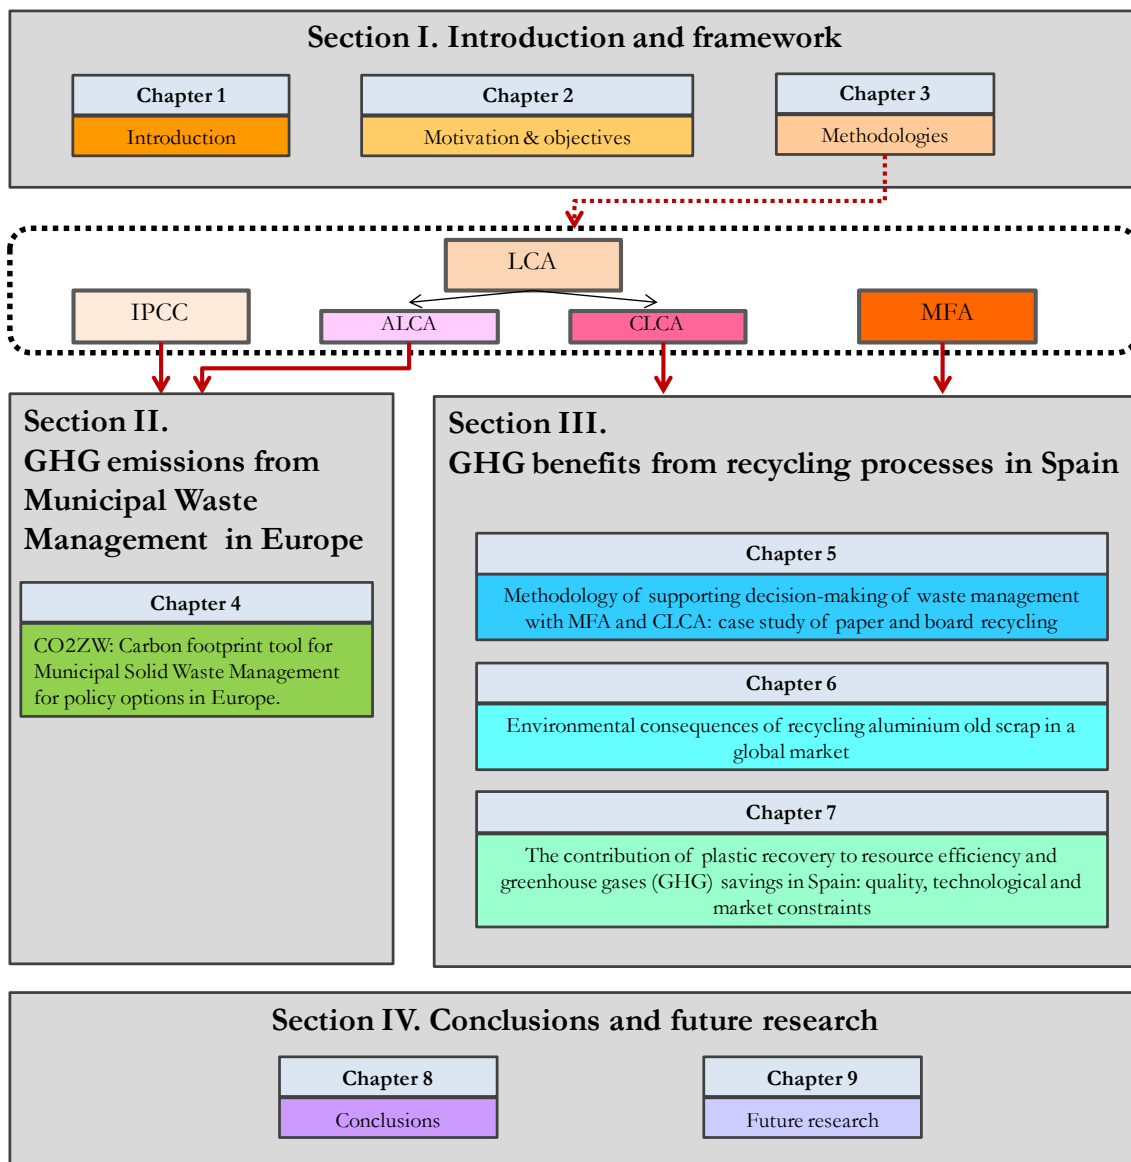 Section I. Introduction and framework
Chapter 1
Introduction
Chapter 2
Motivation & objectives
Chapter 3
Methodologies
LCA
IPCC
ALCA
CLCA
MFA
Section II.
GHG emissions from
Municipal Waste
Management in Europe
Chapter 4
CO2ZW: Carbon footprint tool for
Municipal Solid Waste Management
for policy options in Europe.
Section III.
GHG benefits from recycling processes in Spain
Chapter 5
Methodology of supporting decision-making of waste management
with MFA and CLCA: case study of paper and board recycling
Chapter 6
Environmental consequences of recycling aluminium old scrap in a
global market
Chapter 7
The contribution of plastic recovery to resource efficiency and
greenhouse gases (GHG) savings in Spain: quality, technological and
market constraints
Section IV. Conclusions and future research
Chapter 8
Conclusions
Chapter 9
Future research